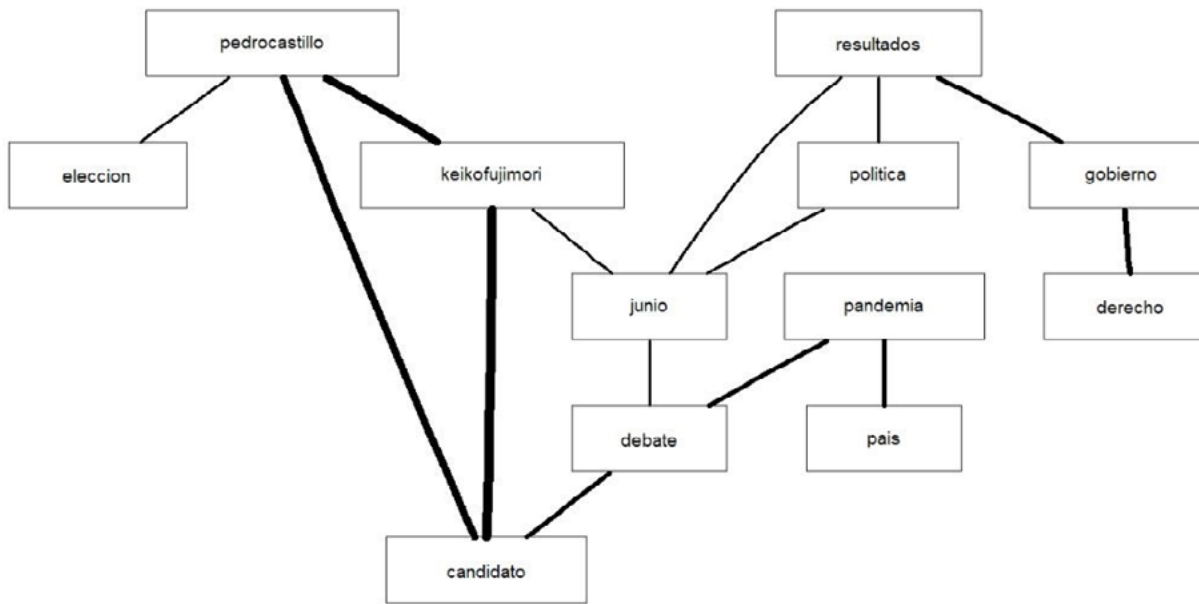 pedrocastillo
resultados
eleccion
keikofujimori
politica
gobierno
junio
pandemia
derecho
debate
pais
candidato